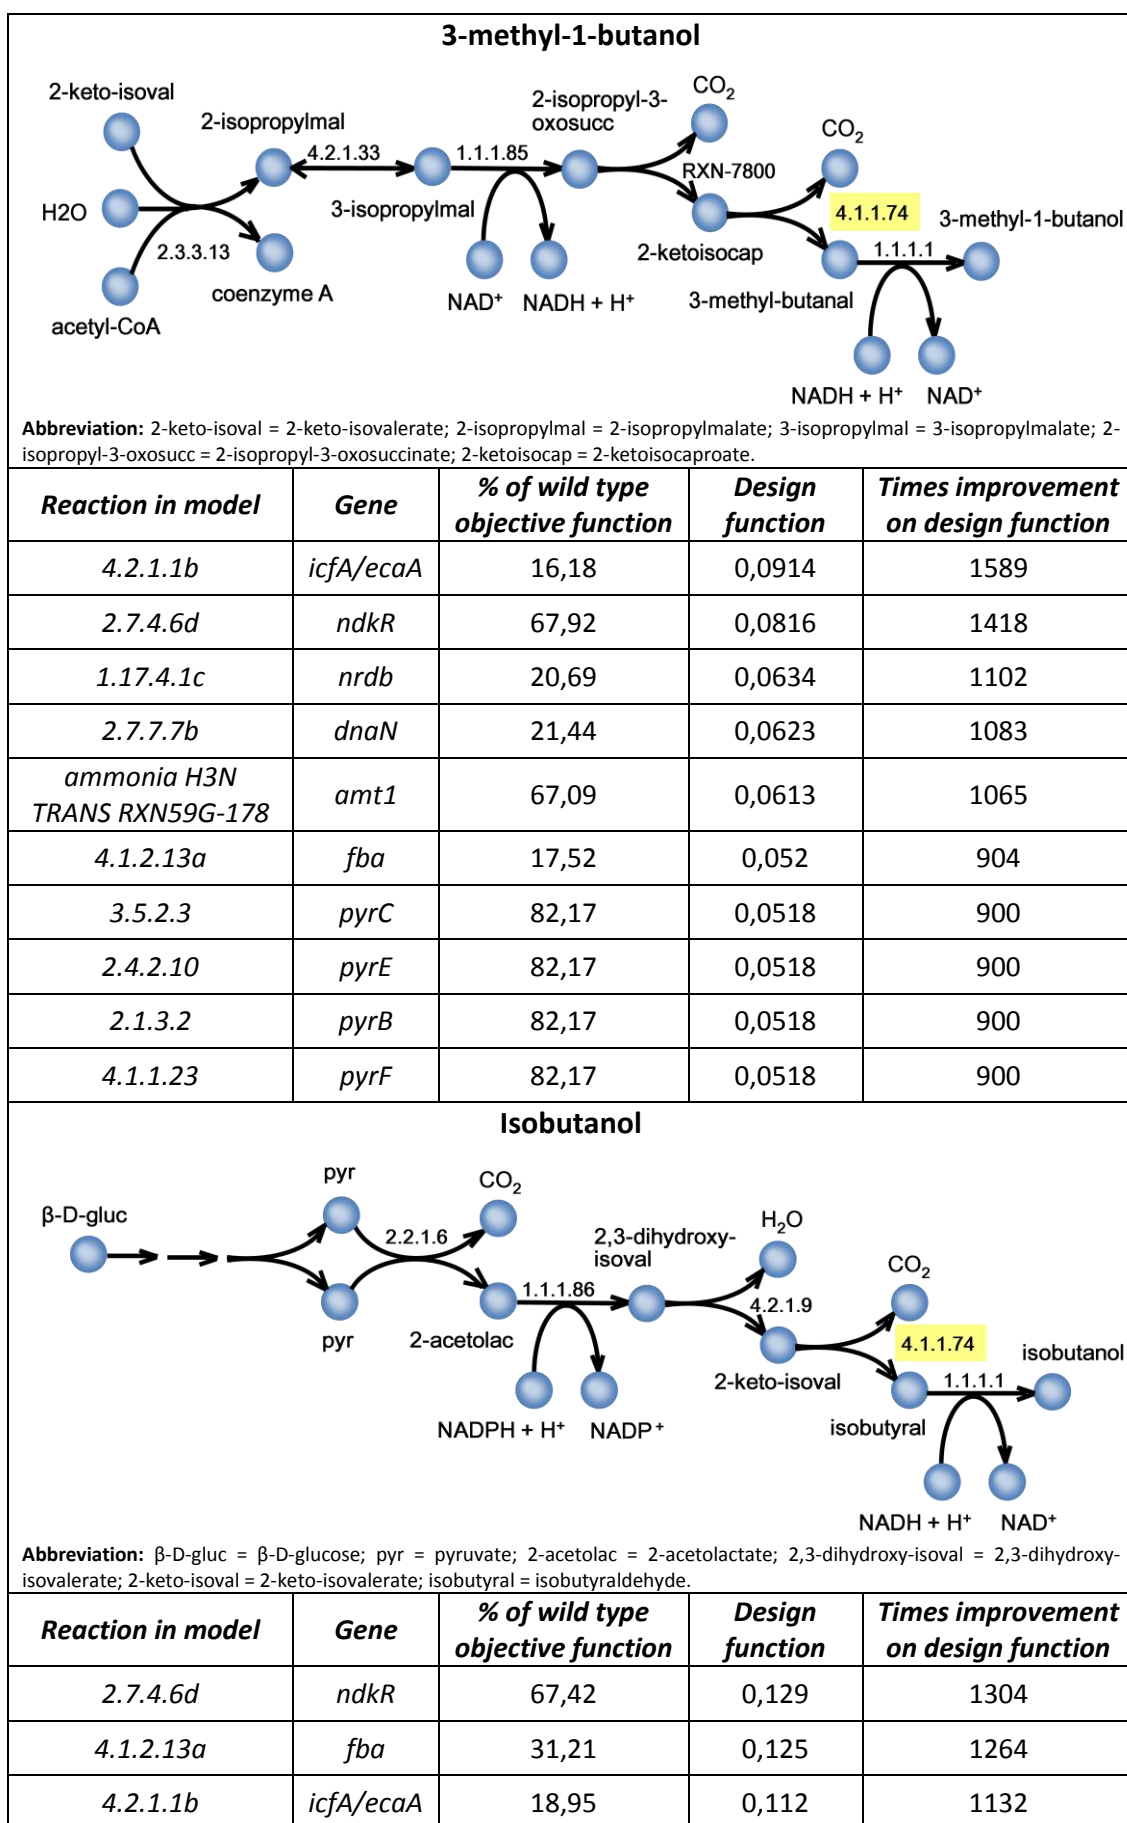 3-methyl-1-butanol
2-keto-isoval
2-isopropylmal
4.2.1.33
1.1.1.85
2-isopropyl-3-
oxosucc
CO₂
CO₂
RXN-7800
H2O
3-isopropylmal
4.1.1.74
3-methyl-1-butanol
2.3.3.13
2-ketoisocap
1.1.1.1
coenzyme A
NAD⁺
NADH + H⁺
3-methyl-butanal
acetyl-CoA
NADH + H⁺
NAD⁺
Abbreviation: 2-keto-isoval = 2-keto-isovalerate; 2-isopropylmal = 2-isopropylmalate; 3-isopropylmal = 3-isopropylmalate; 2-
isopropyl-3-oxosucc = 2-isopropyl-3-oxosuccinate; 2-ketoisocap = 2-ketoisocaproate.
Reaction in model Gene % of wild type objective function Design function Times improvement on design function
4.2.1.1b icfA/ecaA 16,18 0,0914 1589
2.7.4.6d ndkR 67,92 0,0816 1418
1.17.4.1c nrdb 20,69 0,0634 1102
2.7.7.7b dnaN 21,44 0,0623 1083
ammonia H3N TRANS RXN59G-178 amt1 67,09 0,0613 1065
4.1.2.13a fba 17,52 0,052 904
3.5.2.3 pyrC 82,17 0,0518 900
2.4.2.10 pyrE 82,17 0,0518 900
2.1.3.2 pyrB 82,17 0,0518 900
4.1.1.23 pyrF 82,17 0,0518 900
Isobutanol
β-D-gluc
pyr
CO₂
2.2.1.6
2,3-dihydroxy-
isoval
H₂O
CO₂
1.1.1.86
4.2.1.9
pyr
2-acetolac
4.1.1.74
isobutanol
2-keto-isoval
1.1.1.1
NADPH + H⁺
NADP⁺
isobutyral
NADH + H⁺
NAD⁺
Abbreviation: β-D-gluc = β-D-glucose; pyr = pyruvate; 2-acetolac = 2-acetolactate; 2,3-dihydroxy-isoval = 2,3-dihydroxy-
isovalerate; 2-keto-isoval = 2-keto-isovalerate; isobutyral = isobutyraldehyde.
Reaction in model Gene % of wild type objective function Design function Times improvement on design function
2.7.4.6d ndkR 67,42 0,129 1304
4.1.2.13a fba 31,21 0,125 1264
4.2.1.1b icfA/ecaA 18,95 0,112 1132